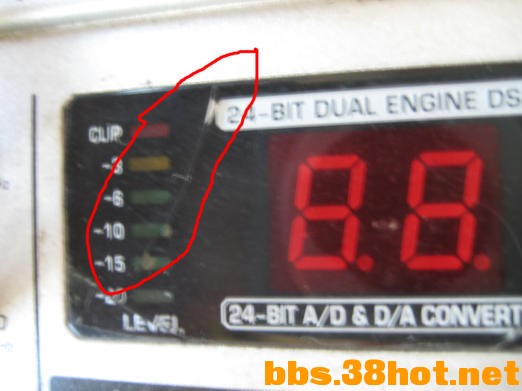 24-BIT DUAL ENGINE DS
CLIP
-3
-6
-10
-15
-20
LEVEL
8.8.
24-BIT A/D & D/A CONVERT
bbs.38hot.net